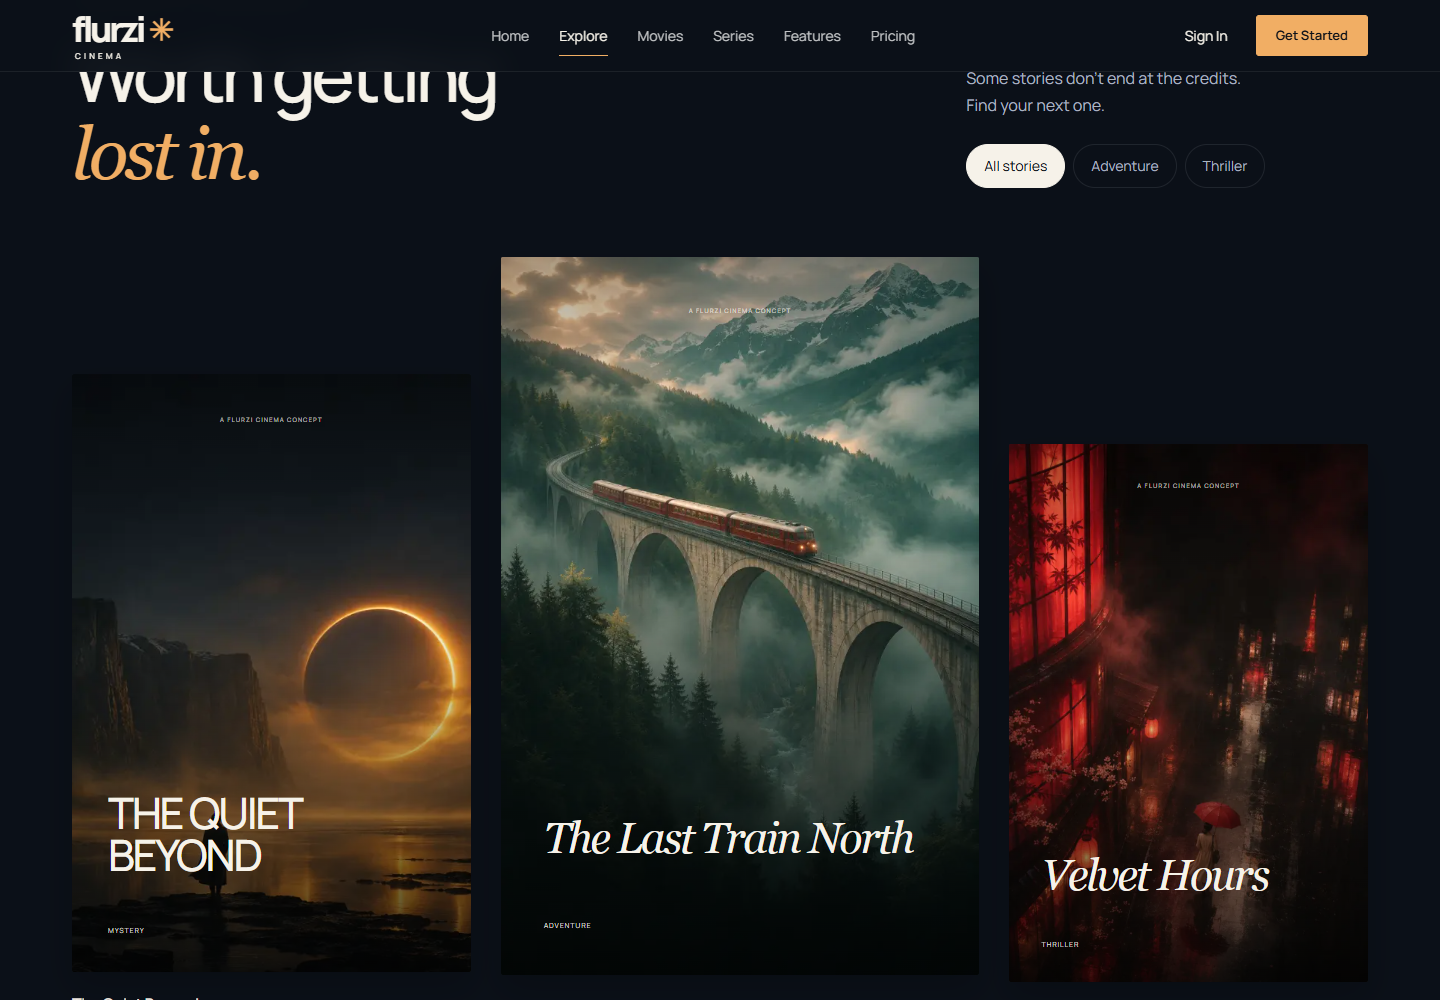 flurzi
CINEMA
Home
Explore
Movies
Series
Features
Pricing
Sign In
Get Started
Worth getting
lost in.
Some stories don't end at the credits.
Find your next one.
All stories
Adventure
Thriller
A FLURZI CINEMA CONCEPT
THE QUIET
BEYOND
MYSTERY
A FLURZI CINEMA CONCEPT
The Last Train North
ADVENTURE
A FLURZI CINEMA CONCEPT
Velvet Hours
THRILLER